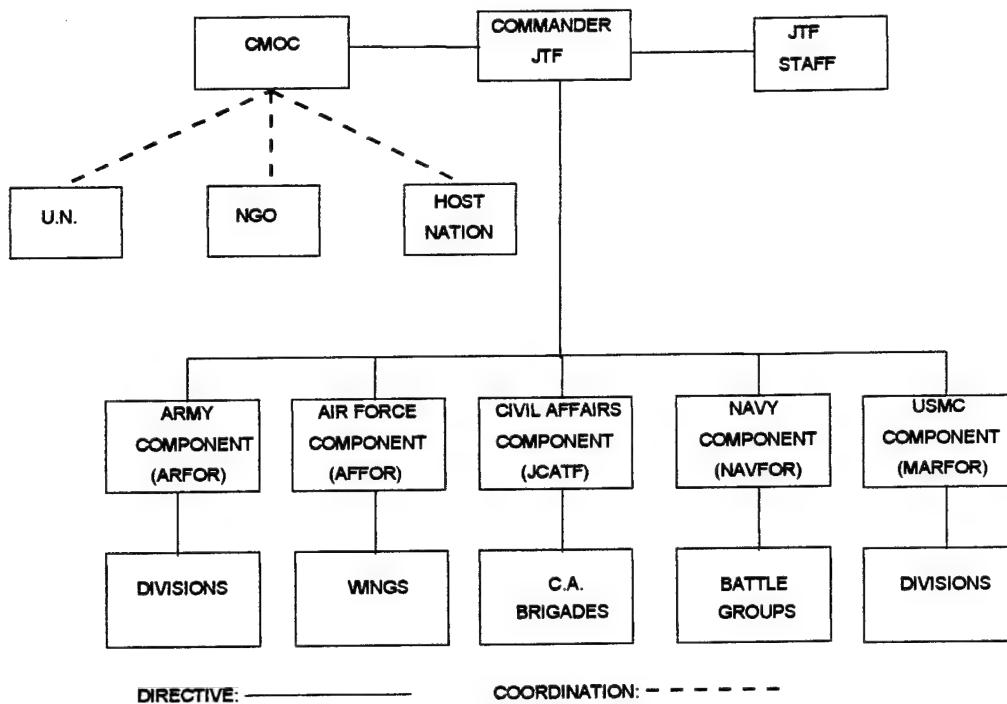 CMOC
COMMANDER
JTF
JTF
STAFF
U.N.
NGO
HOST
NATION
ARMY
COMPONENT
(ARFOR)
AIR FORCE
COMPONENT
(AFFOR)
CIVIL AFFAIRS
COMPONENT
(JCATF)
NAVY
COMPONENT
(NAVFOR)
USMC
COMPONENT
(MARFOR)
DIVISIONS
WINGS
C.A.
BRIGADES
BATTLE
GROUPS
DIVISIONS
DIRECTIVE:
COORDINATION: